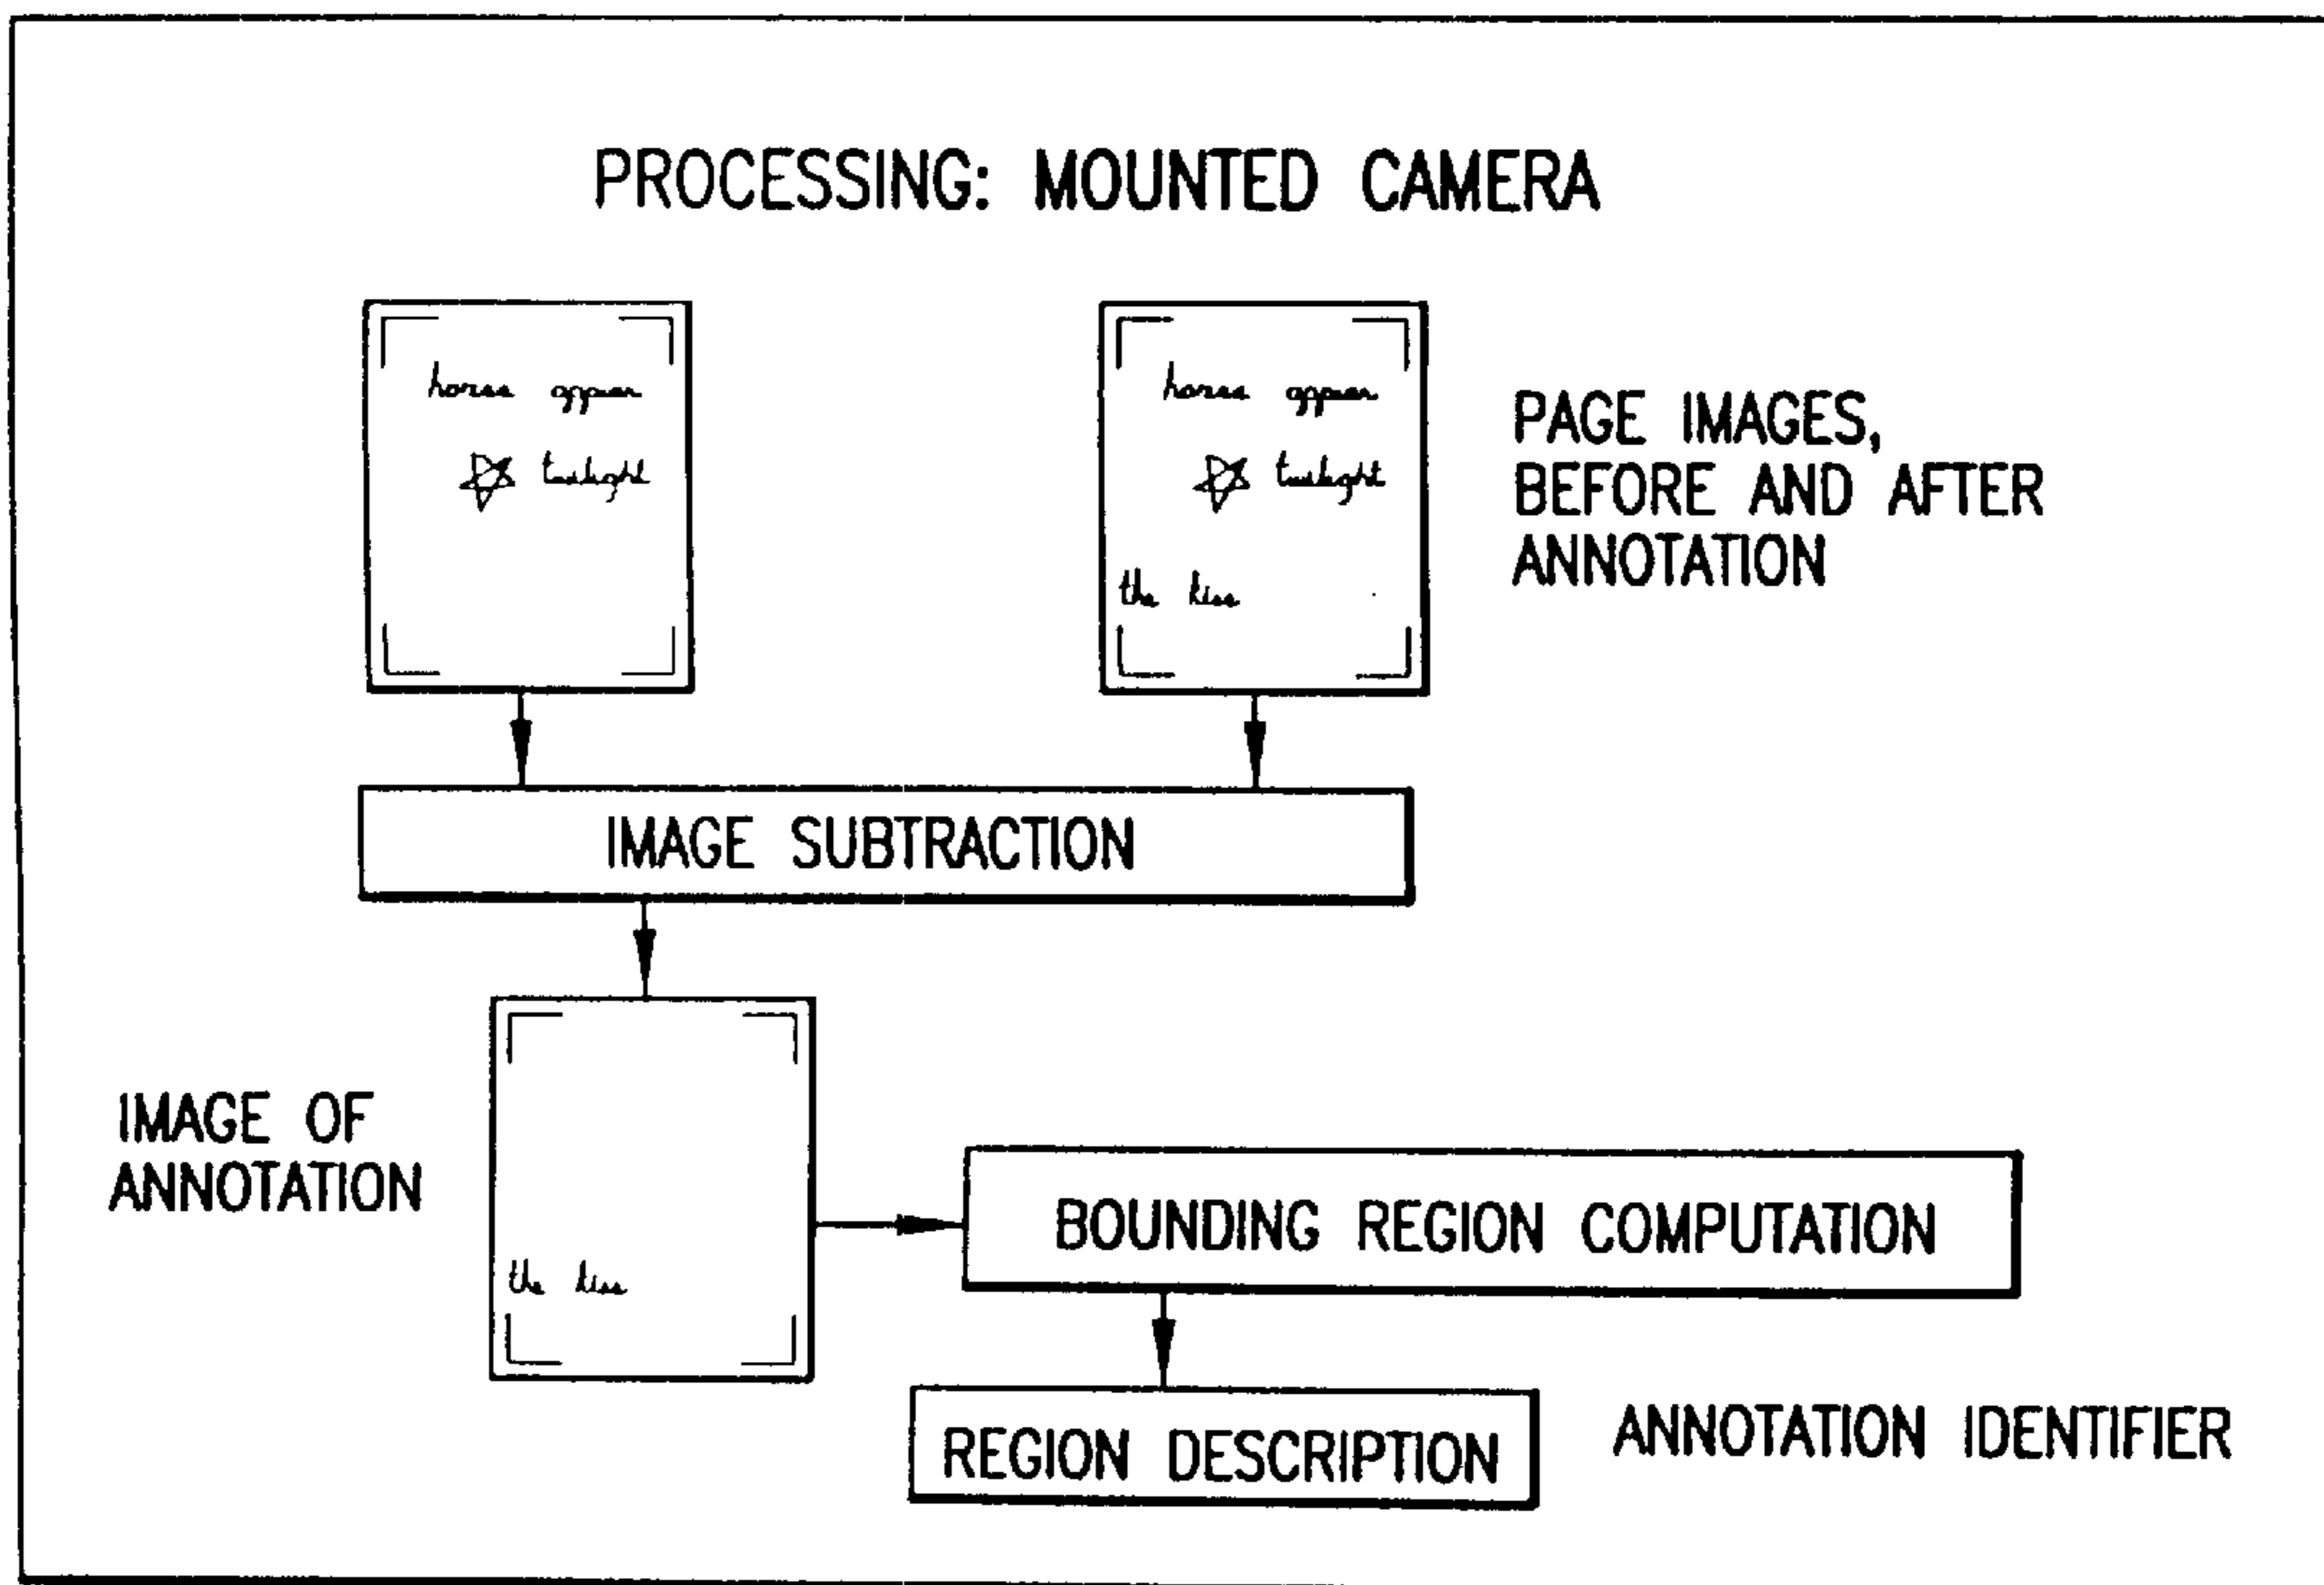 PROCESSING: MOUNTED CAMERA
horses appear
twilight
horses appear
twilight
the kiss
PAGE IMAGES,
BEFORE AND AFTER
ANNOTATION
IMAGE SUBTRACTION
IMAGE OF
ANNOTATION
the kiss
BOUNDING REGION COMPUTATION
REGION DESCRIPTION
ANNOTATION IDENTIFIER